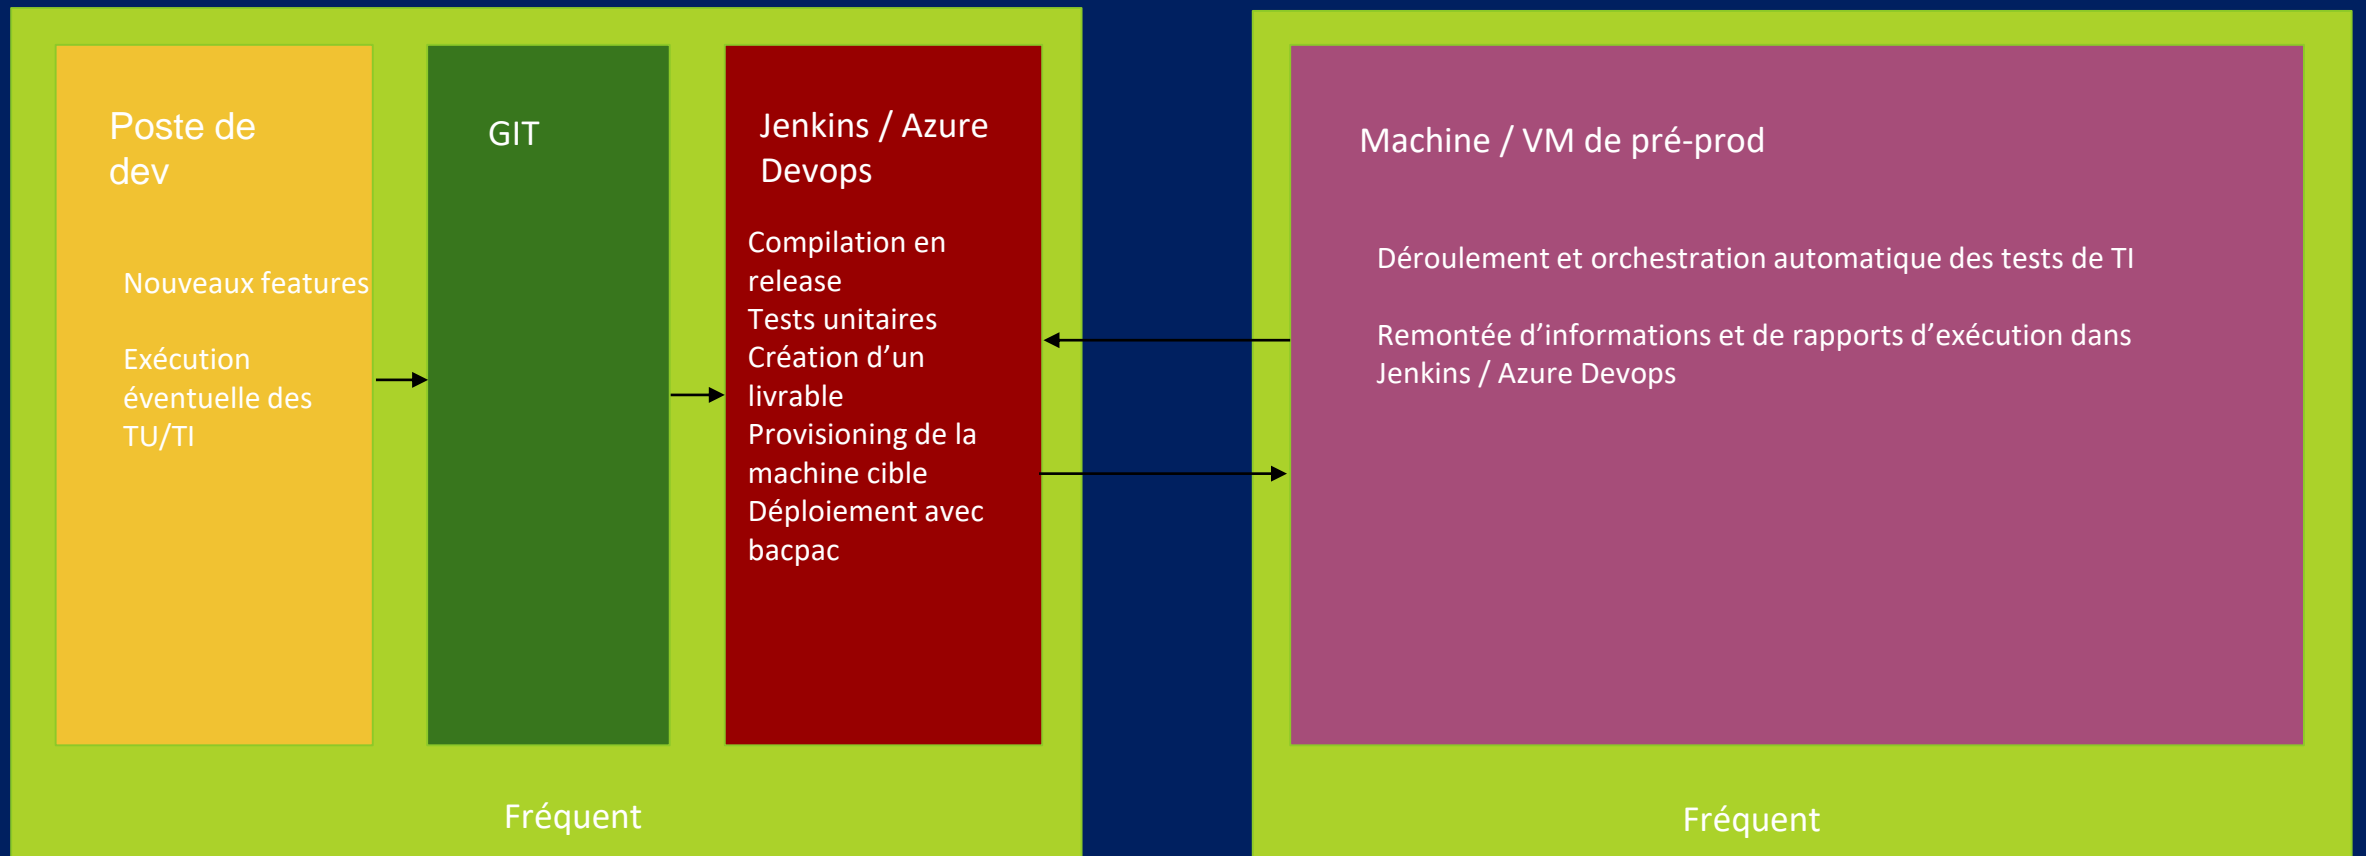 Poste de
dev
Nouveaux features
Exécution
éventuelle des
TU/TI
GIT
Jenkins / Azure
Devops
Compilation en
release
Tests unitaires
Création d’un
livrable
Provisioning de la
machine cible
Déploiement avec
bacpac
Fréquent
Machine / VM de pré-prod
Déroulement et orchestration automatique des tests de TI
Remontée d’informations et de rapports d’exécution dans
Jenkins / Azure Devops
Fréquent